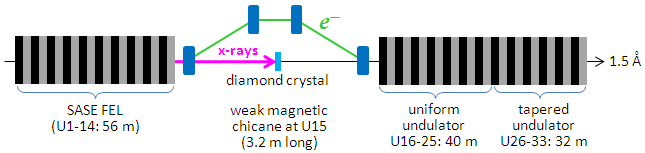 e⁻
x-rays
1.5 Å
diamond crystal
SASE FEL
(U1-14: 56 m)
weak magnetic
chicane at U15
(3.2 m long)
uniform
undulator
U16-25: 40 m
tapered
undulator
U26-33: 32 m